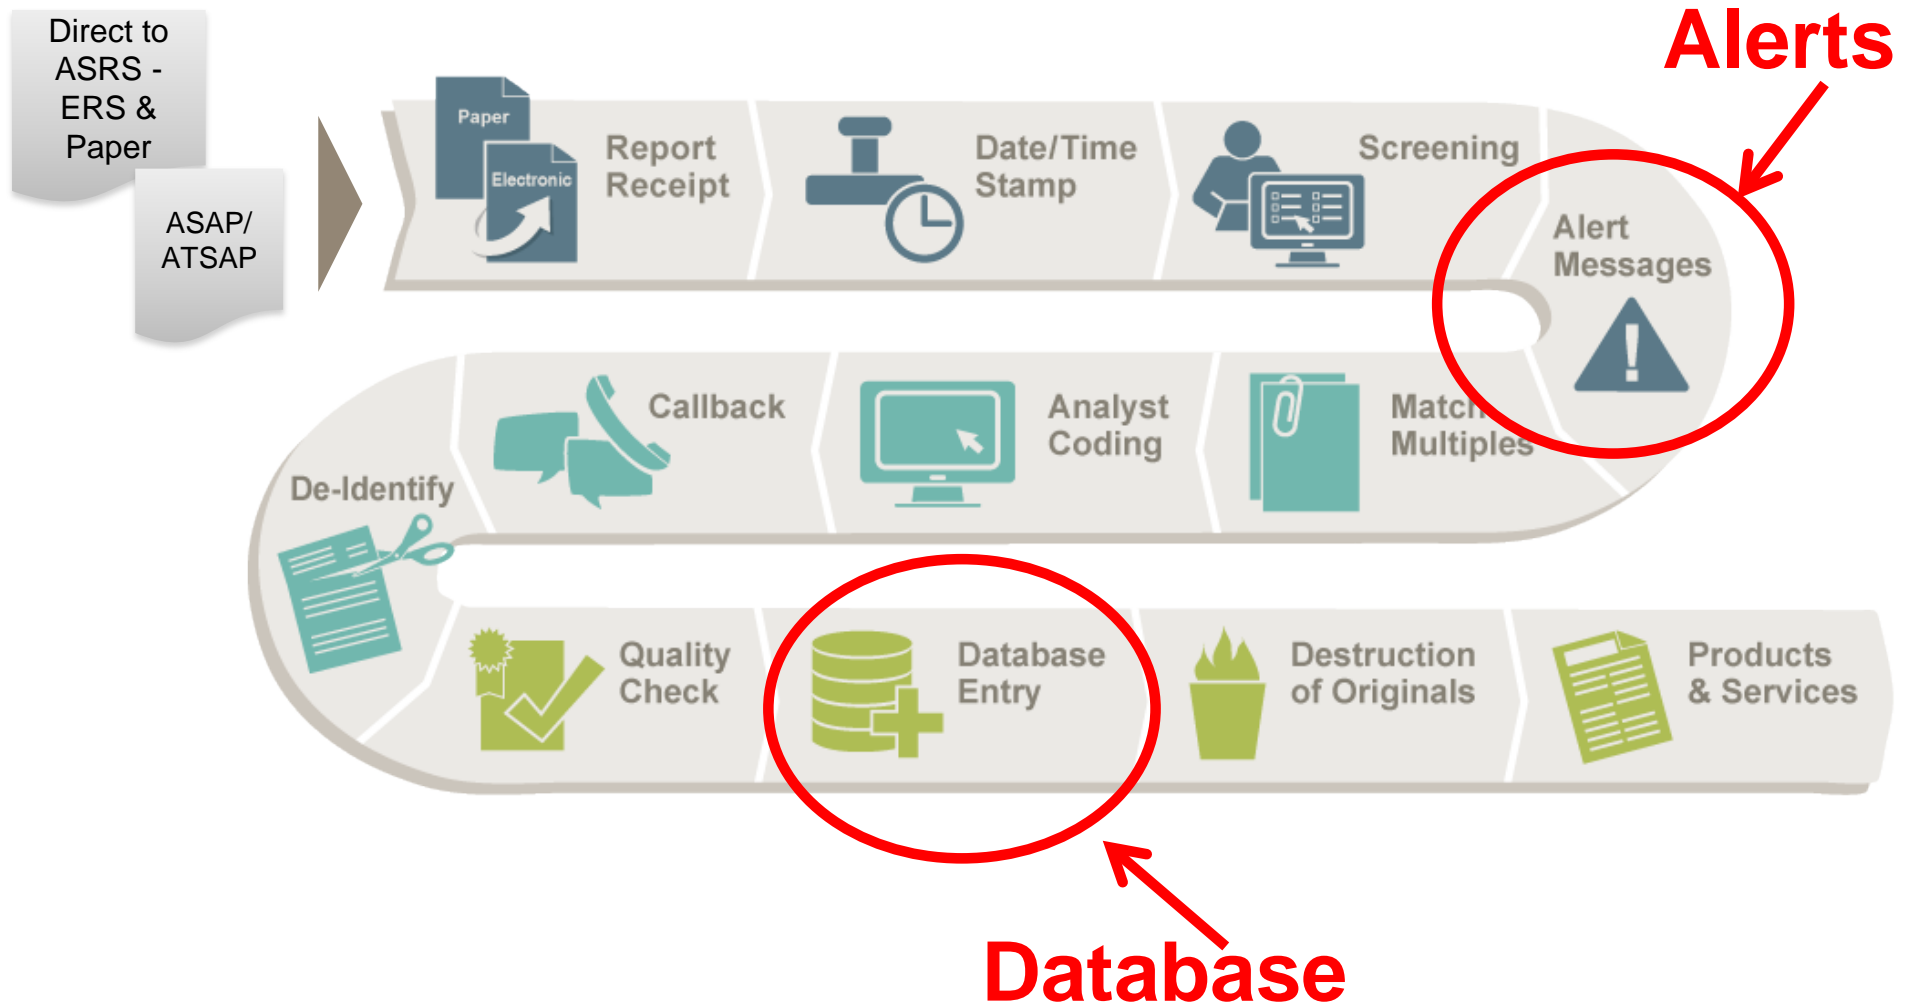 Direct to
ASRS -
ERS &
Paper
ASAP/
ATSAP
Alerts
Paper
Electronic
Report
Receipt
Date/Time
Stamp
Screening
Alert
Messages
Match
Multiples
Analyst
Coding
Callback
De-Identify
Quality
Check
Database
Entry
Destruction
of Originals
Products
& Services
Database